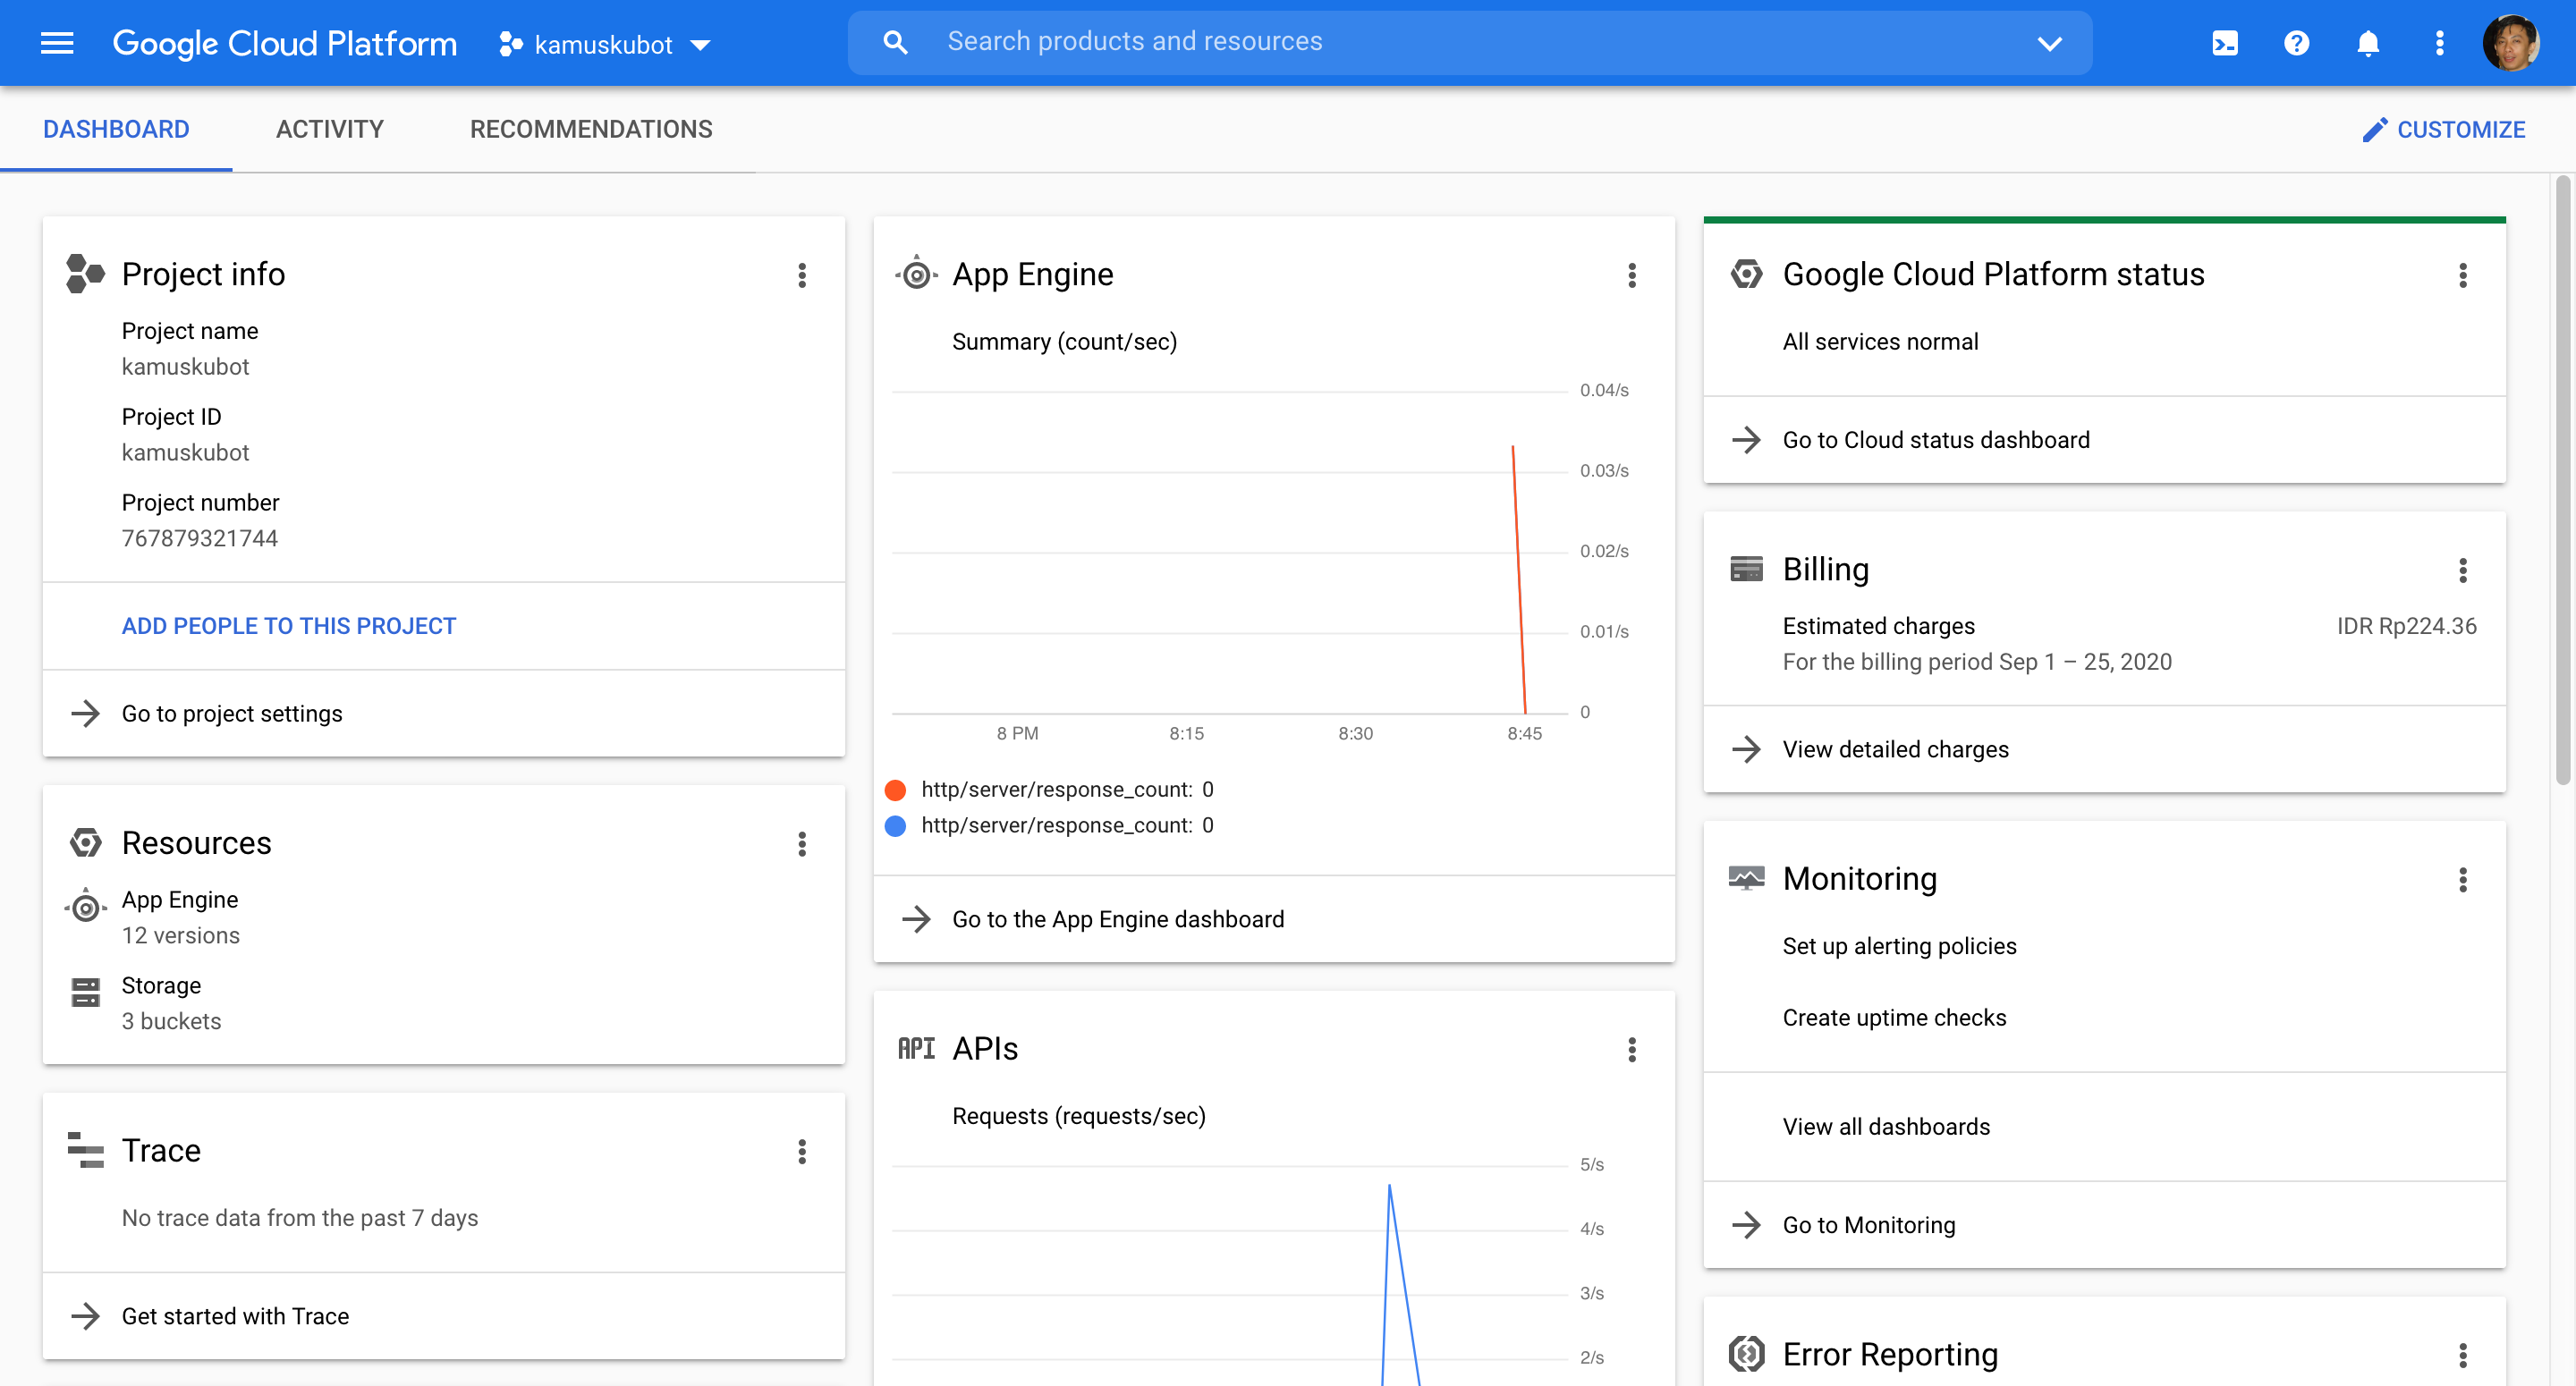 Google Cloud Platform
kamuskubot
Search products and resources
DASHBOARD
ACTIVITY
RECOMMENDATIONS
CUSTOMIZE
Project info
Project name
kamuskubot
Project ID
kamuskubot
Project number
767879321744
ADD PEOPLE TO THIS PROJECT
Go to project settings
Resources
App Engine
12 versions
Storage
3 buckets
Trace
No trace data from the past 7 days
Get started with Trace
App Engine
Summary (count/sec)
0.04/s
0.03/s
0.02/s
0.01/s
0
8 PM 8:15 8:30 8:45
http/server/response_count: 0
http/server/response_count: 0
Go to the App Engine dashboard
API APIs
Requests (requests/sec)
5/s
4/s
3/s
2/s
Google Cloud Platform status
All services normal
Go to Cloud status dashboard
Billing
Estimated charges IDR Rp224.36
For the billing period Sep 1 – 25, 2020
View detailed charges
Monitoring
Set up alerting policies
Create uptime checks
View all dashboards
Go to Monitoring
Error Reporting